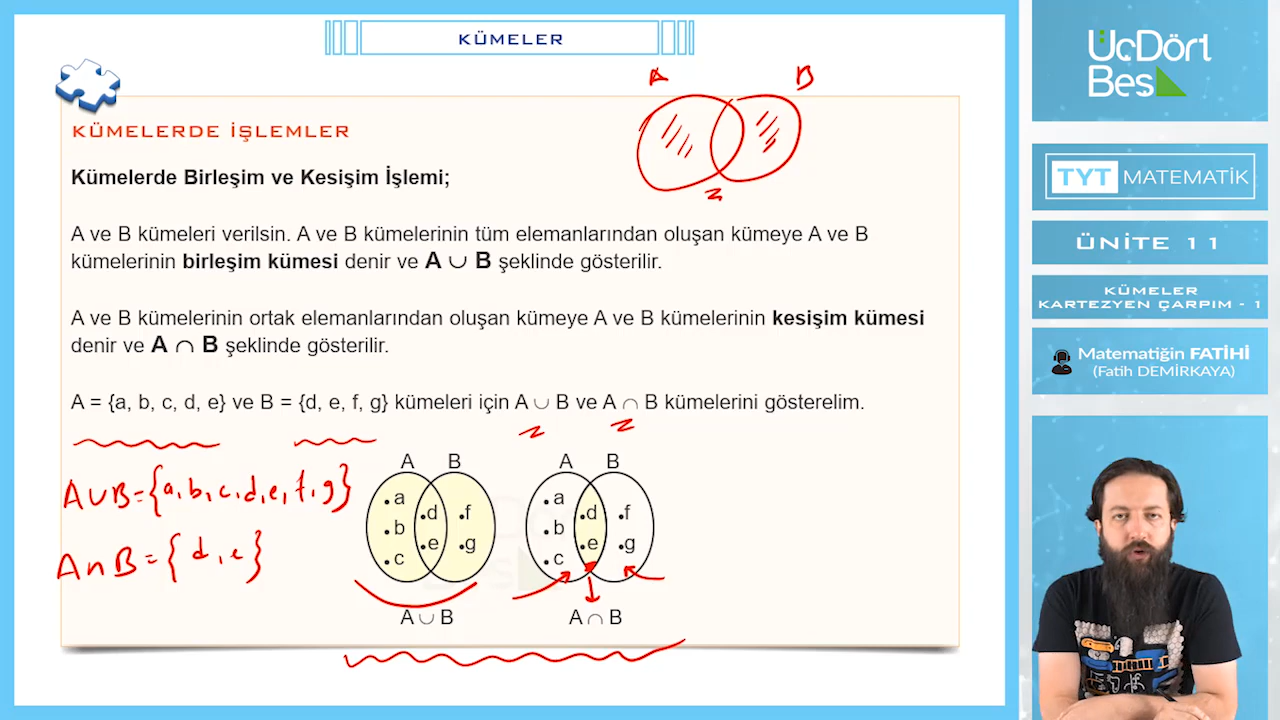 KÜMELER
A B
KÜMELERDE İŞLEMLER
Kümelerde Birleşim ve Kesişim İşlemi;
A ve B kümeleri verilsin. A ve B kümelerinin tüm elemanlarından oluşan kümeye A ve B
kümelerinin birleşim kümesi denir ve A ∪ B şeklinde gösterilir.
A ve B kümelerinin ortak elemanlarından oluşan kümeye A ve B kümelerinin kesişim kümesi
denir ve A ∩ B şeklinde gösterilir.
A = {a, b, c, d, e} ve B = {d, e, f, g} kümeleri için A ∪ B ve A ∩ B kümelerini gösterelim.
A∪B={a,b,c,d,e,f,g}
A∩B={d,e}
A B
a
d f
b
e g
c
A ∪ B
A B
a
d f
b
e g
c
A ∩ B
ÜçDört
Beş
TYT MATEMATİK
ÜNİTE 11
KÜMELER
KARTEZYEN ÇARPIM - 1
Matematiğin FATİHİ
(Fatih DEMİRKAYA)